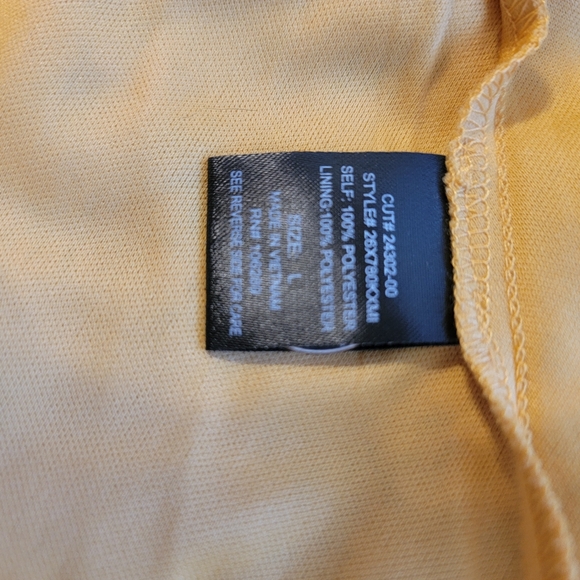 CUT# 24302-00
STYLE# 26X780KXMI
SELF: 100% POLYESTER
LINING:100% POLYESTER
SIZE: L
MADE IN VIETNAM
RN#
SEE REVERSE SIDE FOR CARE